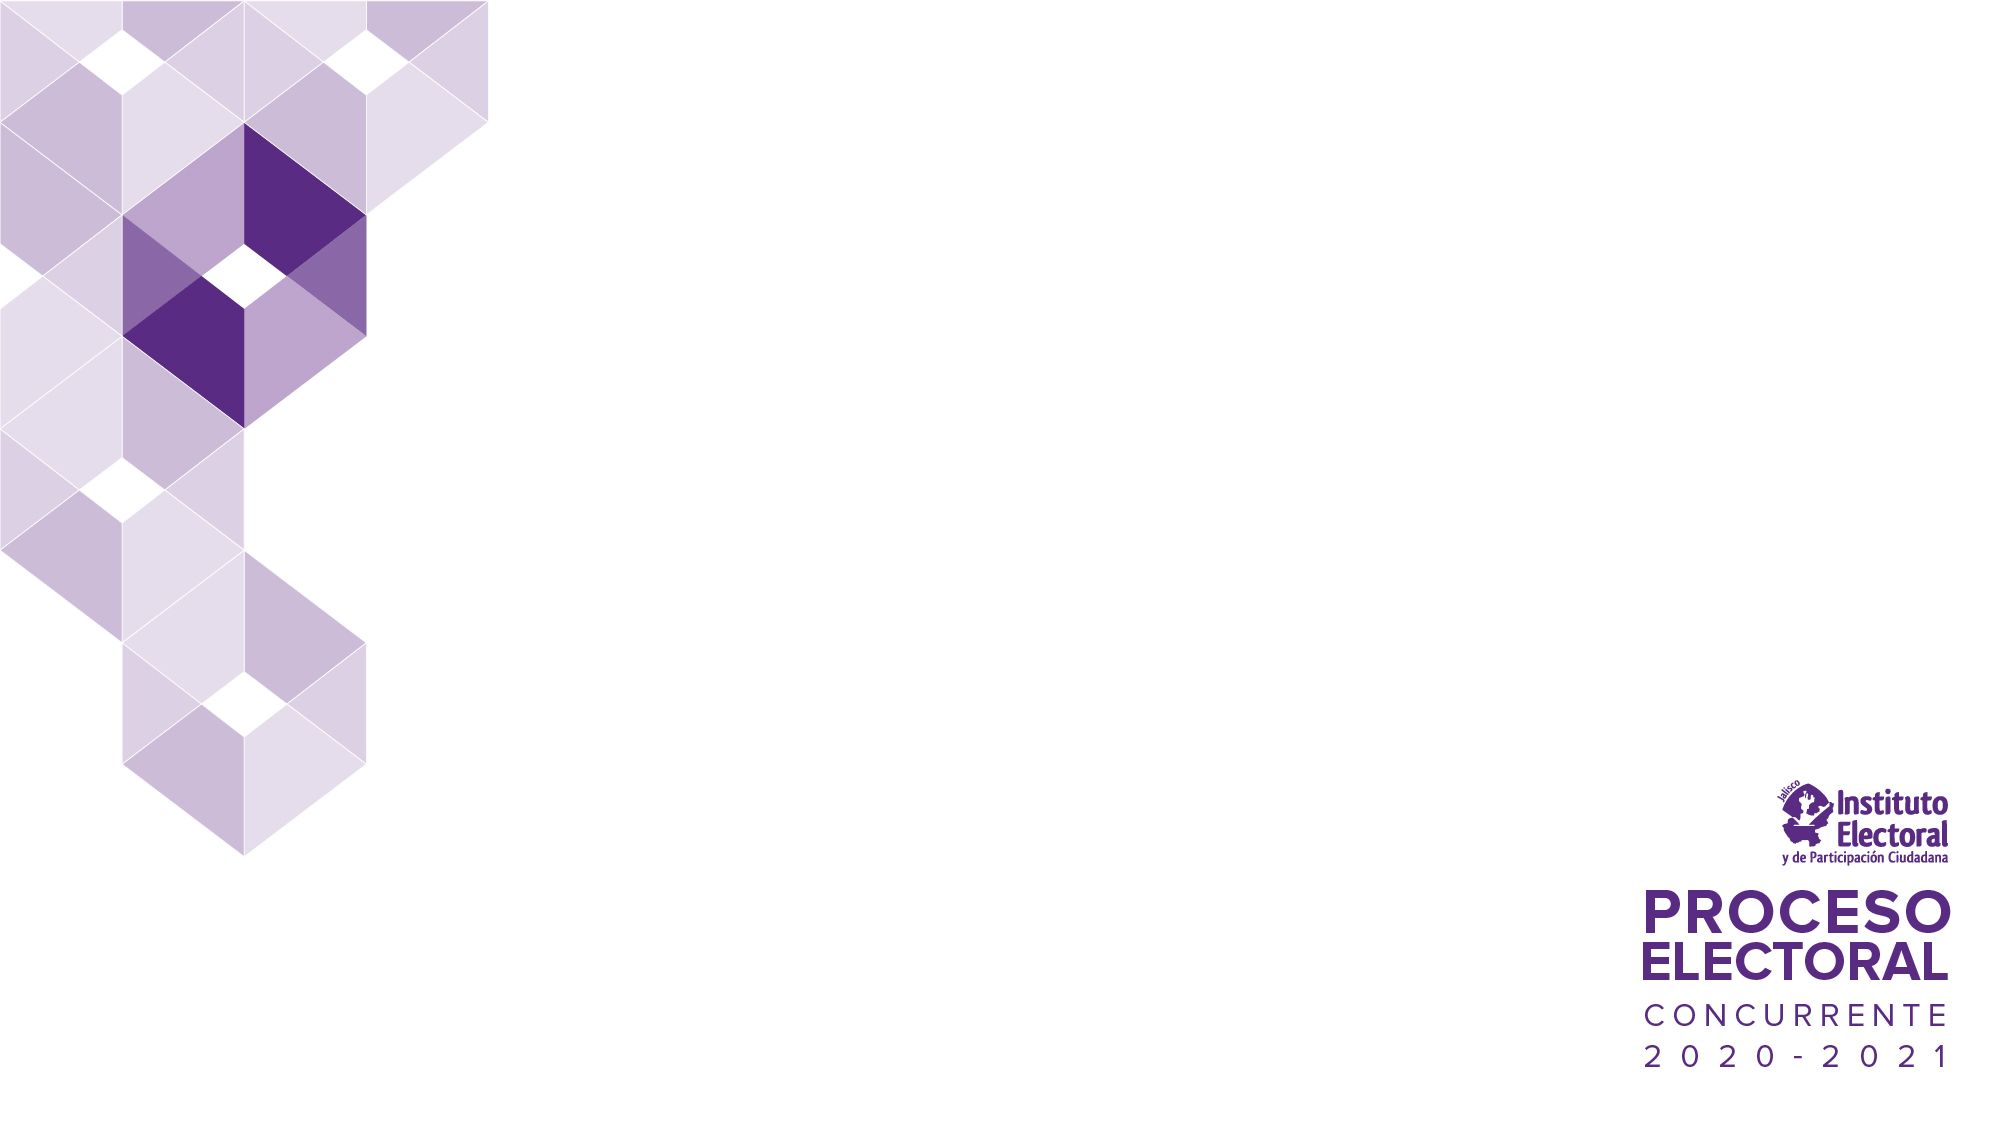 Jalisco
Instituto
Electoral
y de Participación Ciudadana
PROCESO
ELECTORAL
CONCURRENTE
2020-2021